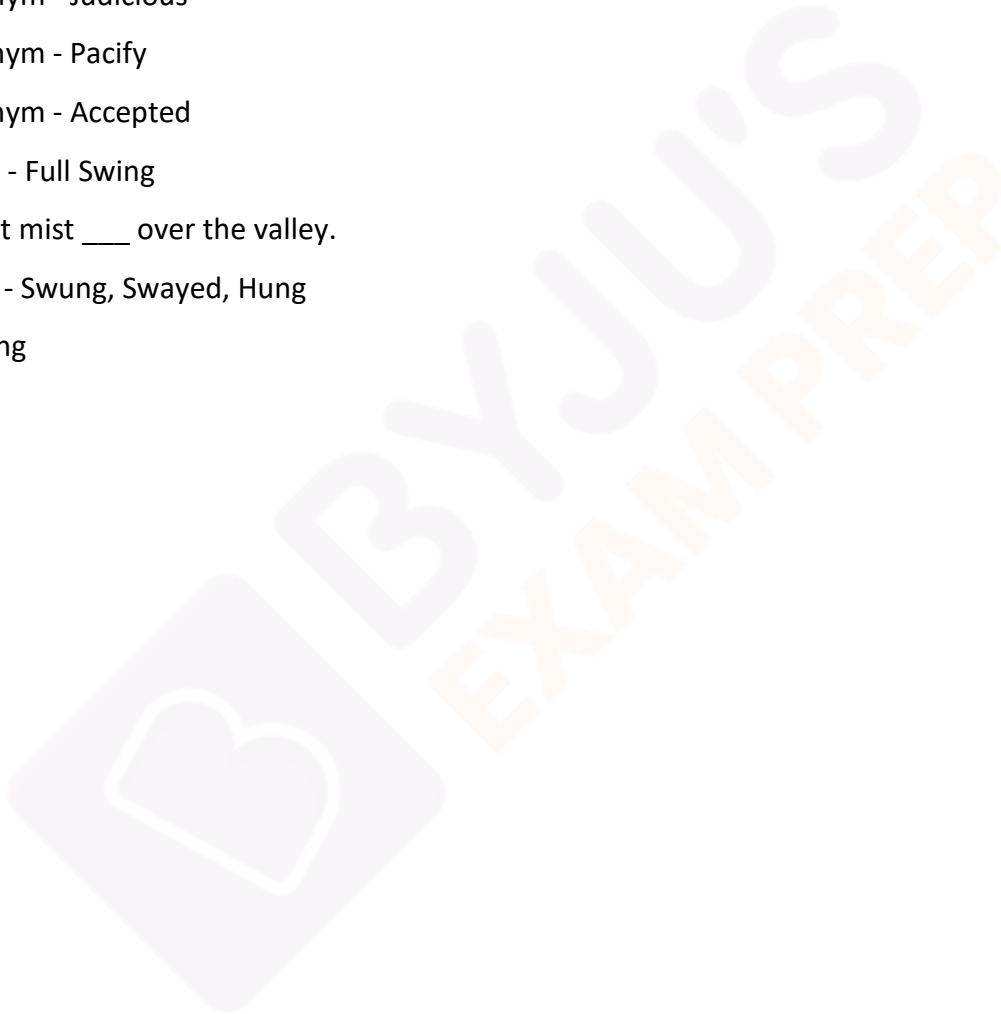 nym - Judicious
nym - Pacify
nym - Accepted
- Full Swing
t mist ___ over the valley.
- Swung, Swayed, Hung
ng
BYJU'S
EXAM PREP